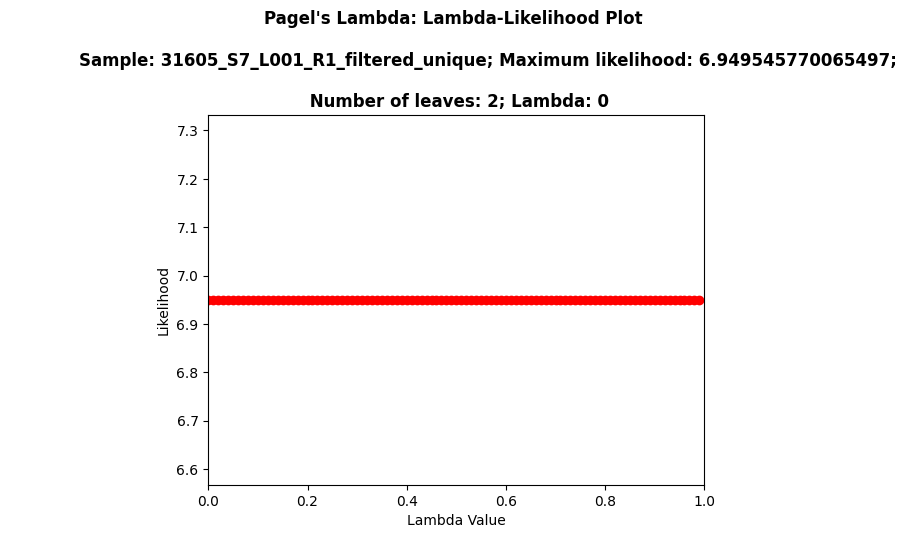 Pagel's Lambda: Lambda-Likelihood Plot
Sample: 31605_S7_L001_R1_filtered_unique; Maximum likelihood: 6.949545770065497;
Number of leaves: 2; Lambda: 0
7.3
7.2
7.1
7.0
6.9
6.8
6.7
6.6
Likelihood
0.0 0.2 0.4 0.6 0.8 1.0
Lambda Value